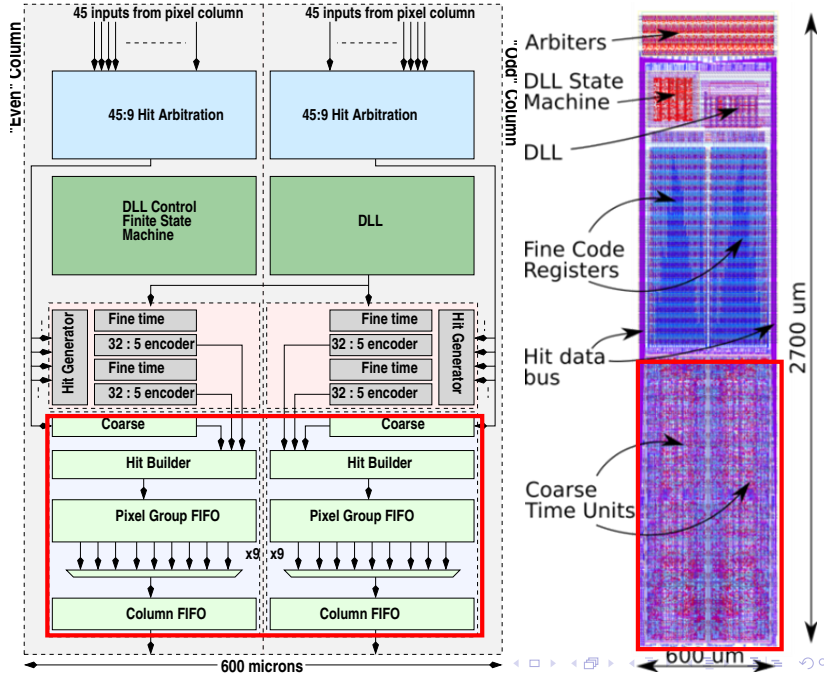 45 inputs from pixel column
45 inputs from pixel column
"Even" Column
"Odd" Column
45:9 Hit Arbitration
45:9 Hit Arbitration
DLL Control
Finite State
Machine
DLL
Hit Generator
Fine time
32 : 5 encoder
Fine time
32 : 5 encoder
Fine time
32 : 5 encoder
Fine time
32 : 5 encoder
Hit Generator
Coarse
Coarse
Hit Builder
Hit Builder
Pixel Group FIFO
Pixel Group FIFO
x9
x9
Column FIFO
Column FIFO
600 microns
Arbiters
DLL State
Machine
DLL
Fine Code
Registers
Hit data
bus
Coarse
Time Units
2700 um
600 um